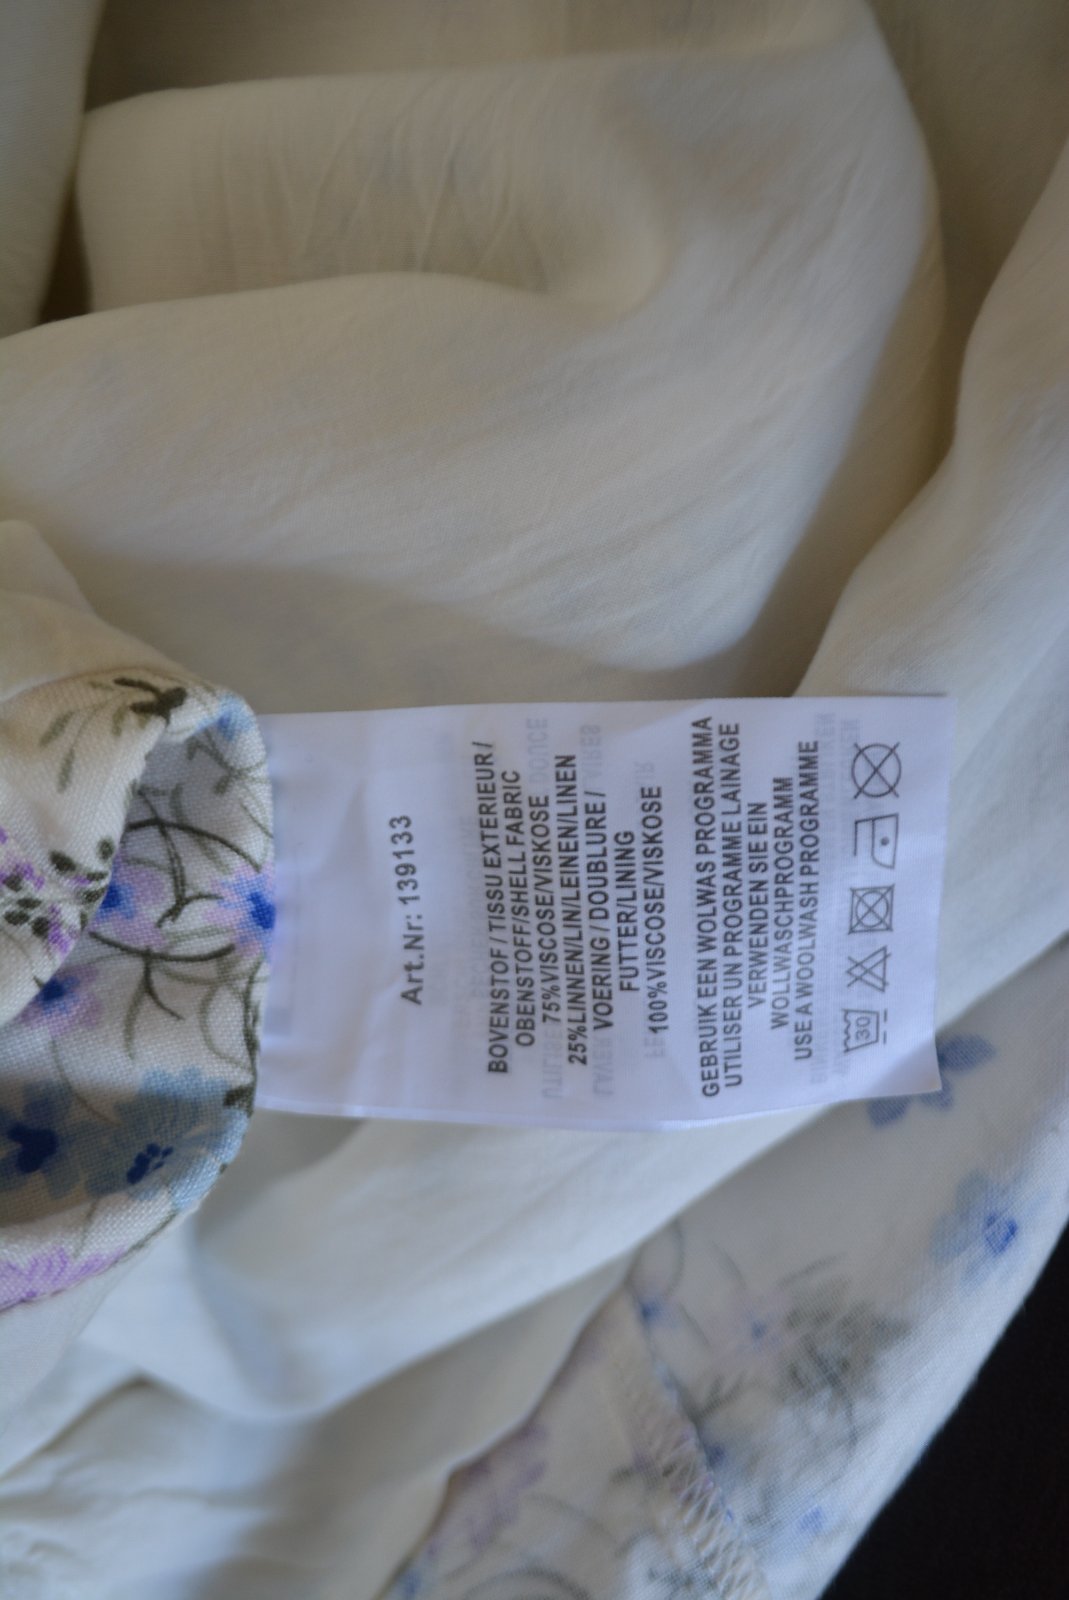 Art.Nr: 139133
BOVENSTOF / TISSU EXTERIEUR /
OBENSTOFF/SHELL FABRIC
75%VISCOSE/VISKOSE
25%LINNEN/LIN/LEINEN/LINEN
VOERING / DOUBLURE /
FUTTER/LINING
100%VISCOSE/VISKOSE
GEBRUIK EEN WOLWAS PROGRAMMA
UTILISER UN PROGRAMME LAINAGE
VERWENDEN SIE EIN
WOLLWASCHPROGRAMM
USE A WOOLWASH PROGRAMME
30